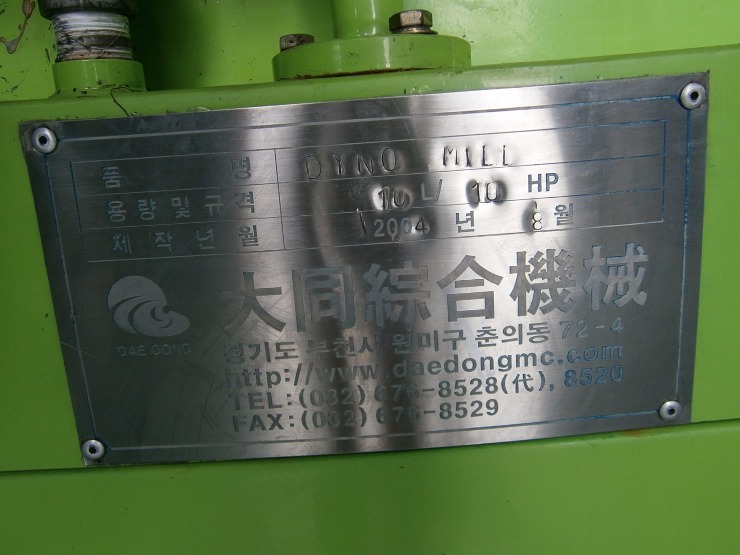 품 명 DYNO MILL
용량및규격 10 L/ 10 HP
제작년월 2004 년 8 월
DAE DONG
大同綜合機械
경기도 부천시 원미구 춘의동 72-4
http://www.daedongmc.com
TEL:(032) 676-8528(代), 8520
FAX:(032) 676-8529